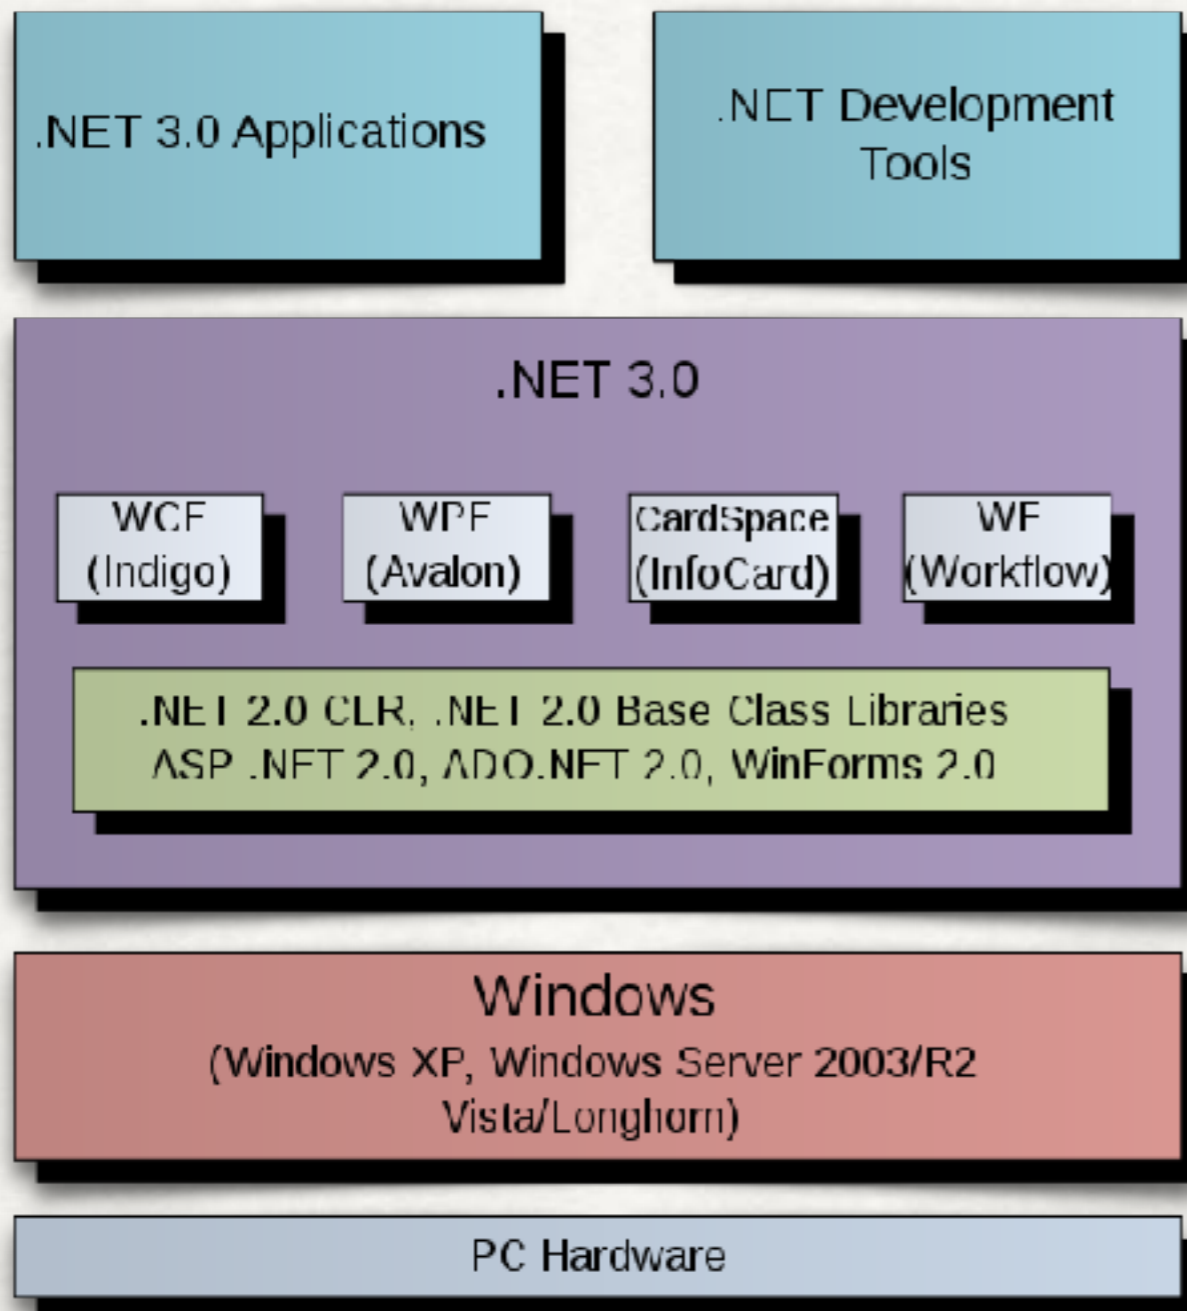 .NET 3.0 Applications
.NET Development
Tools
.NET 3.0
WCF
(Indigo)
WPF
(Avalon)
CardSpace
(InfoCard)
WF
(Workflow)
.NET 2.0 CLR, .NET 2.0 Base Class Libraries
ASP .NET 2.0, ADO.NET 2.0, WinForms 2.0
Windows
(Windows XP, Windows Server 2003/R2
Vista/Longhorn)
PC Hardware